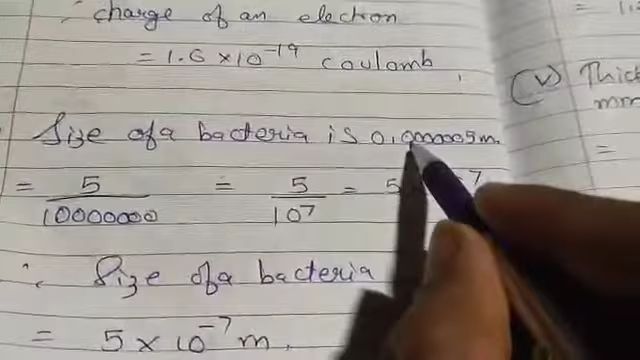 charge of an electron
= 1.6 × 10⁻¹⁹ coulomb.
Size of a bacteria is 0.0000005 m.
= 5/10000000 = 5/10⁷ = 5
∴ Size of a bacteria
= 5 × 10⁻⁷ m.
(v) Thick
mm
=